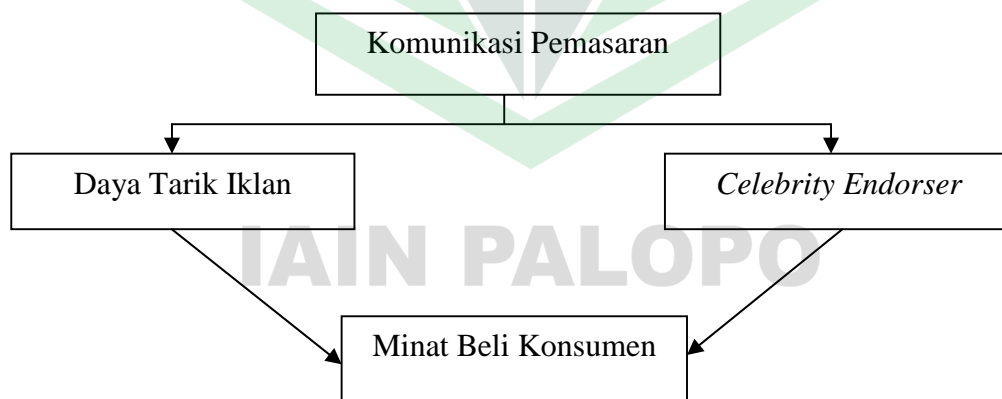 Komunikasi Pemasaran
Daya Tarik Iklan
Celebrity Endorser
IAIN PALOPO
Minat Beli Konsumen